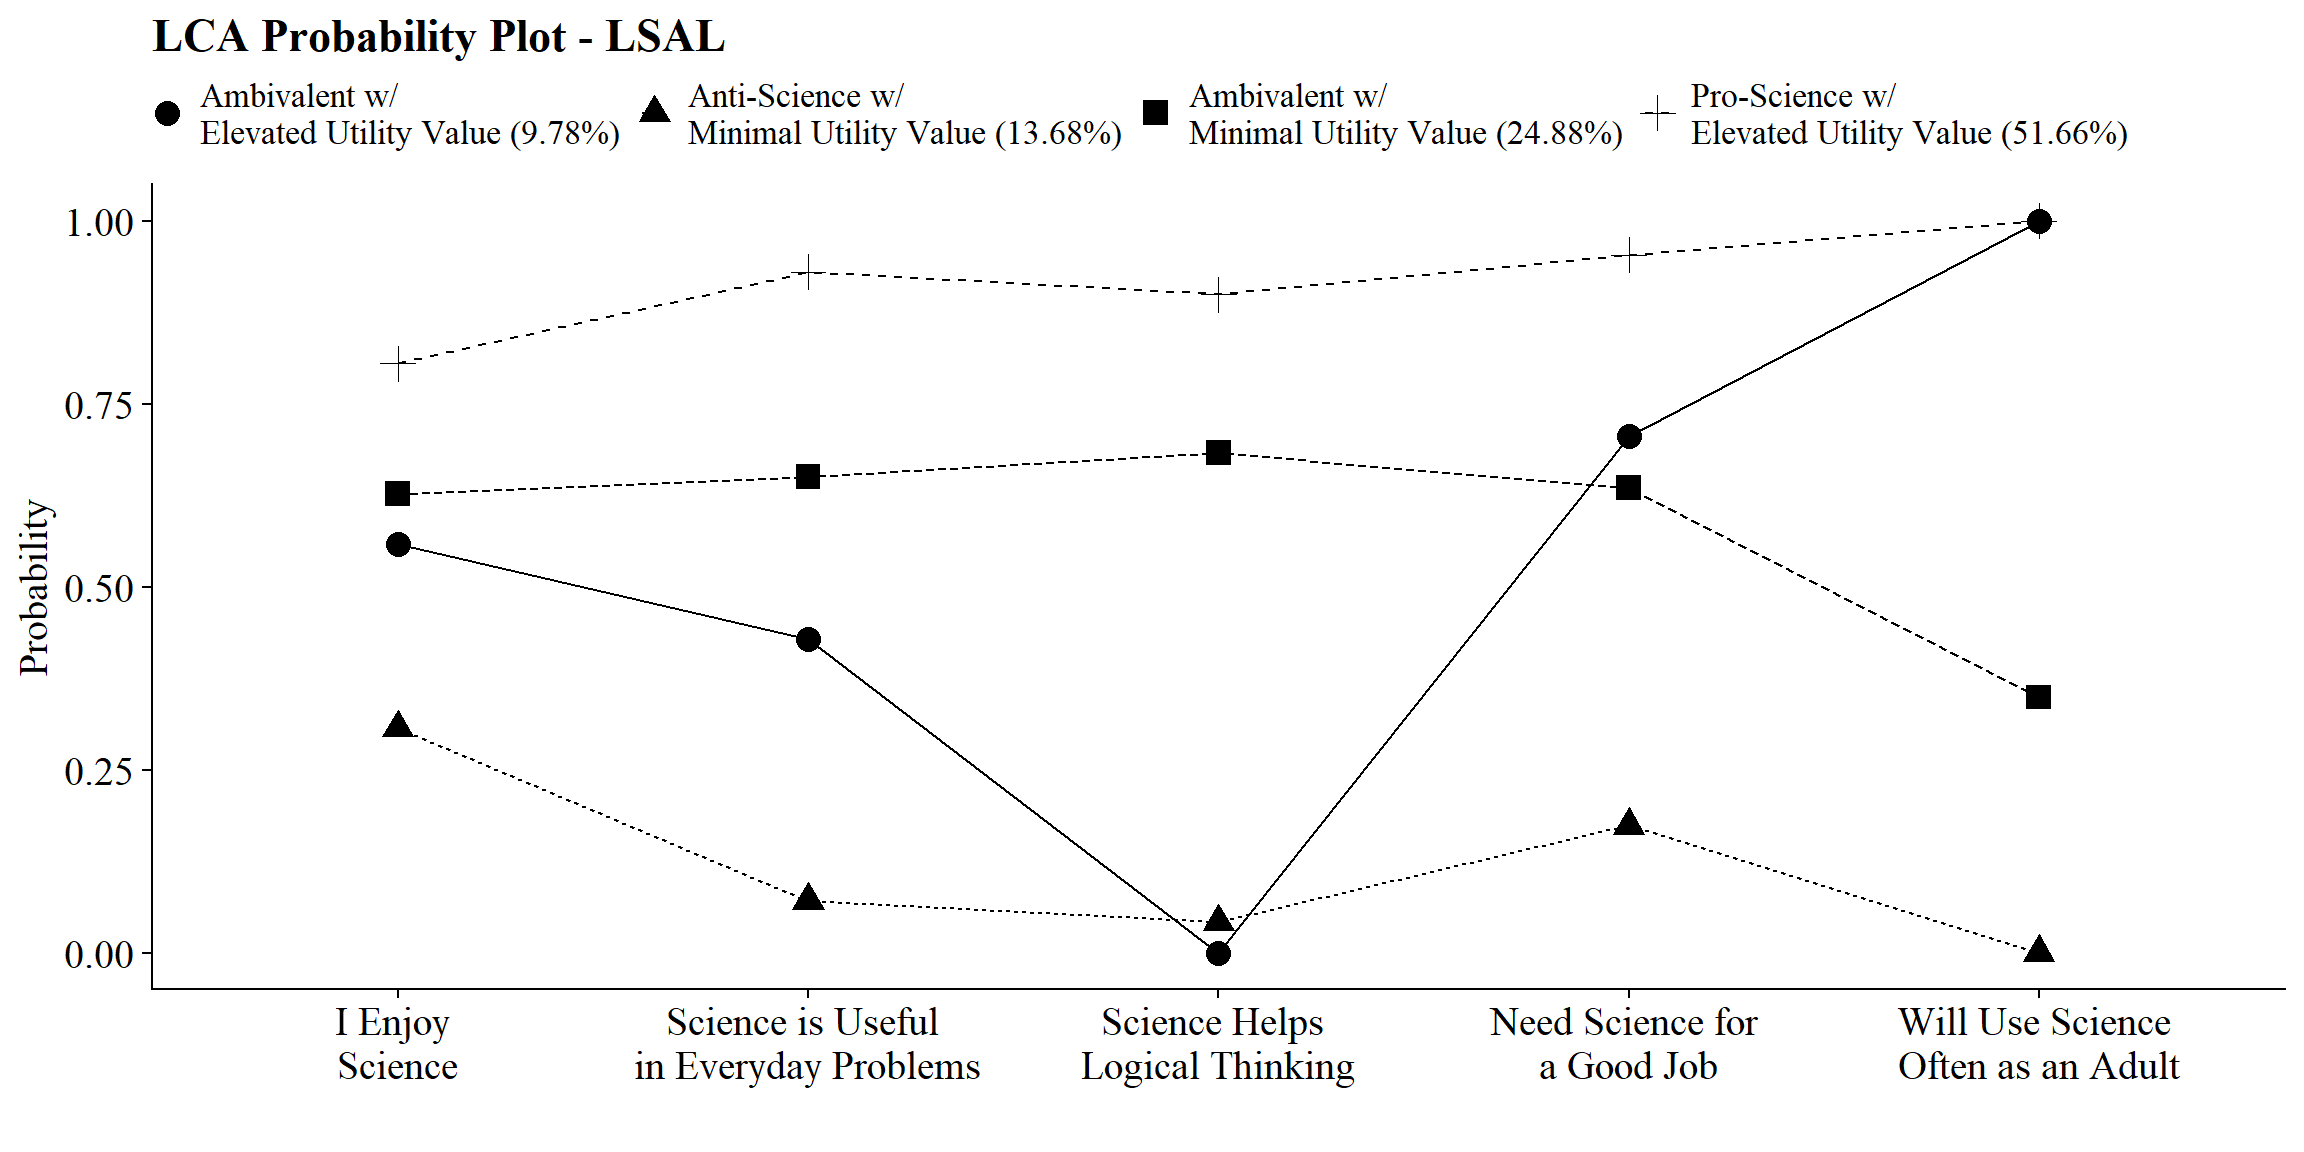 LCA Probability Plot - LSAL
Ambivalent w/
Elevated Utility Value (9.78%)
Anti-Science w/
Minimal Utility Value (13.68%)
Ambivalent w/
Minimal Utility Value (24.88%)
Pro-Science w/
Elevated Utility Value (51.66%)
Probability
1.00
0.75
0.50
0.25
0.00
I Enjoy
Science
Science is Useful
in Everyday Problems
Science Helps
Logical Thinking
Need Science for
a Good Job
Will Use Science
Often as an Adult